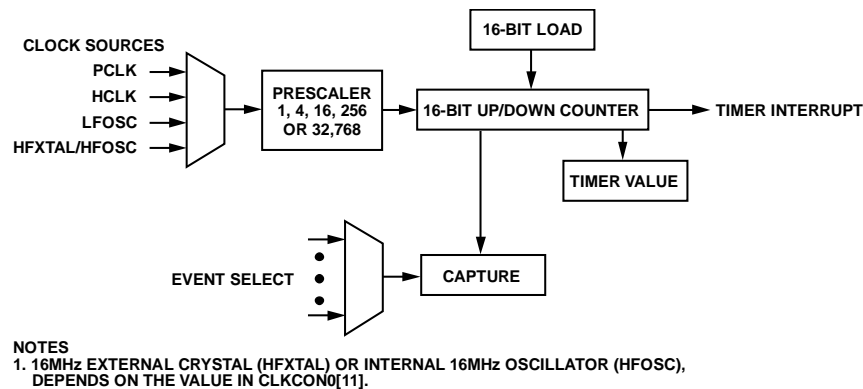 16-BIT LOAD
CLOCK SOURCES
PCLK
HCLK
LFOSC
HFXTAL/HFOSC
PRESCALER
1, 4, 16, 256
OR 32,768
16-BIT UP/DOWN COUNTER
TIMER INTERRUPT
TIMER VALUE
EVENT SELECT
CAPTURE
NOTES
1. 16MHz EXTERNAL CRYSTAL (HFXTAL) OR INTERNAL 16MHz OSCILLATOR (HFOSC),
DEPENDS ON THE VALUE IN CLKCON0[11].